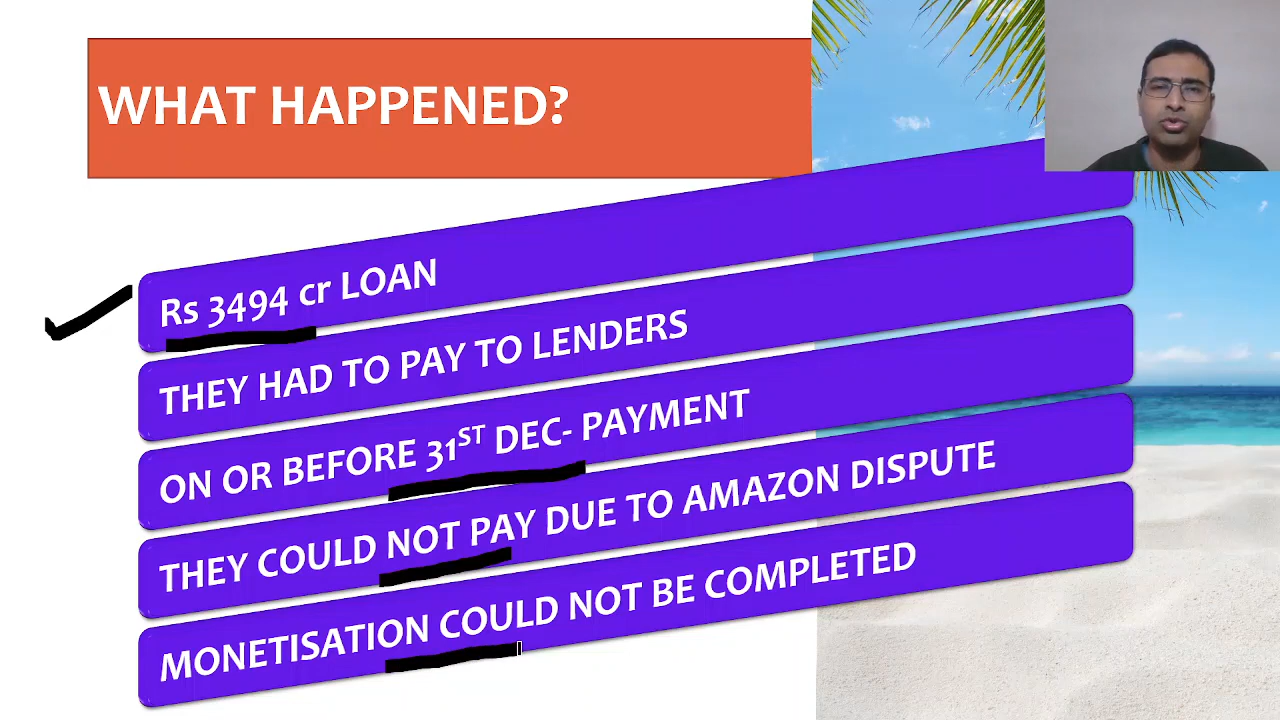 WHAT HAPPENED?
Rs 3494 cr LOAN
THEY HAD TO PAY TO LENDERS
ON OR BEFORE 31ST DEC- PAYMENT
THEY COULD NOT PAY DUE TO AMAZON DISPUTE
MONETISATION COULD NOT BE COMPLETED